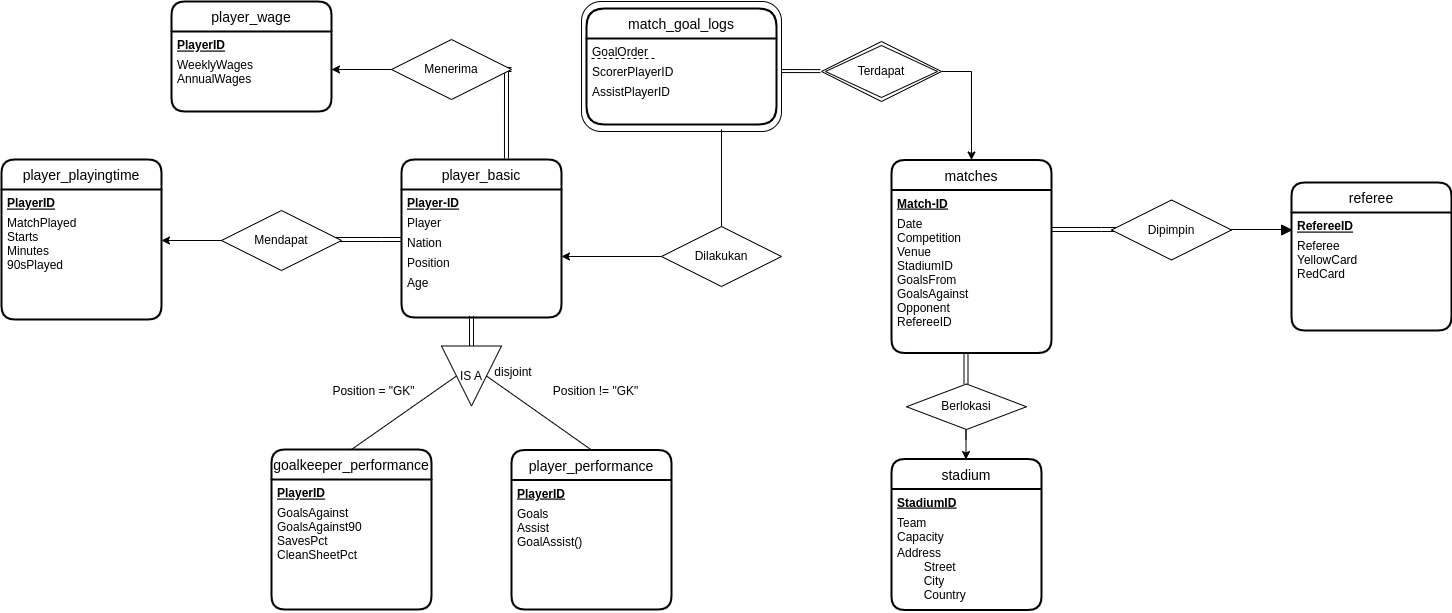 player_wage
PlayerID
WeeklyWages
AnnualWages
Menerima
match_goal_logs
GoalOrder
ScorerPlayerID
AssistPlayerID
Terdapat
player_playingtime
PlayerID
MatchPlayed
Starts
Minutes
90sPlayed
Mendapat
player_basic
Player-ID
Player
Nation
Position
Age
Dilakukan
matches
Match-ID
Date
Competition
Venue
StadiumID
GoalsFrom
GoalsAgainst
Opponent
RefereeID
Dipimpin
referee
RefereeID
Referee
YellowCard
RedCard
IS A
disjoint
Position = "GK"
Position != "GK"
Berlokasi
goalkeeper_performance
PlayerID
GoalsAgainst
GoalsAgainst90
SavesPct
CleanSheetPct
player_performance
PlayerID
Goals
Assist
GoalAssist()
stadium
StadiumID
Team
Capacity
Address
Street
City
Country